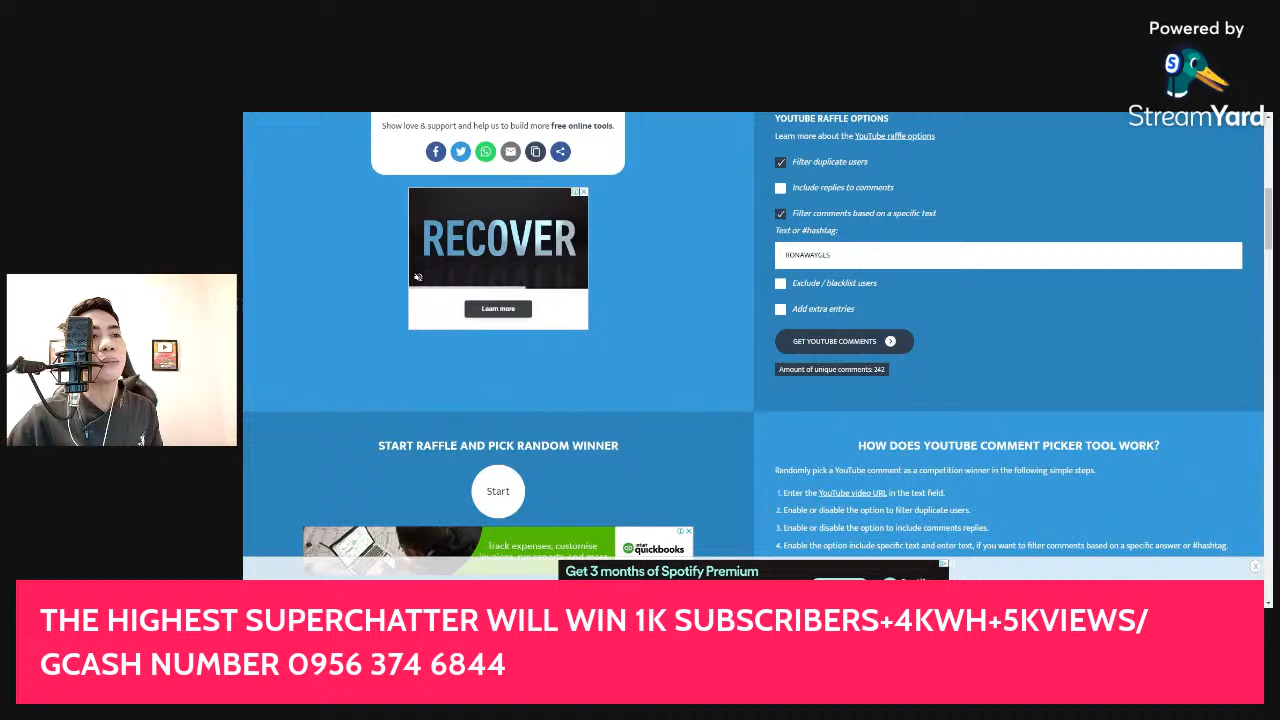 Powered by
StreamYard
Show love & support and help us to build more free online tools.
RECOVER
Learn more
YOUTUBE RAFFLE OPTIONS
Learn more about the YouTube raffle options
Filter duplicate users
Include replies to comments
Filter comments based on a specific text
Text or #hashtag:
RONAWAYGLS
Exclude / blacklist users
Add extra entries
GET YOUTUBE COMMENTS
Amount of unique comments: 242
START RAFFLE AND PICK RANDOM WINNER
Start
Track expenses, customise
intuit quickbooks
HOW DOES YOUTUBE COMMENT PICKER TOOL WORK?
Randomly pick a YouTube comment as a competition winner in the following simple steps.
1. Enter the YouTube video URL in the text field.
2. Enable or disable the option to filter duplicate users.
3. Enable or disable the option to include comments replies.
4. Enable the option include specific text and enter text, if you want to filter comments based on a specific answer or #hashtag.
Get 3 months of Spotify Premium
THE HIGHEST SUPERCHATTER WILL WIN 1K SUBSCRIBERS+4KWH+5KVIEWS/
GCASH NUMBER 0956 374 6844